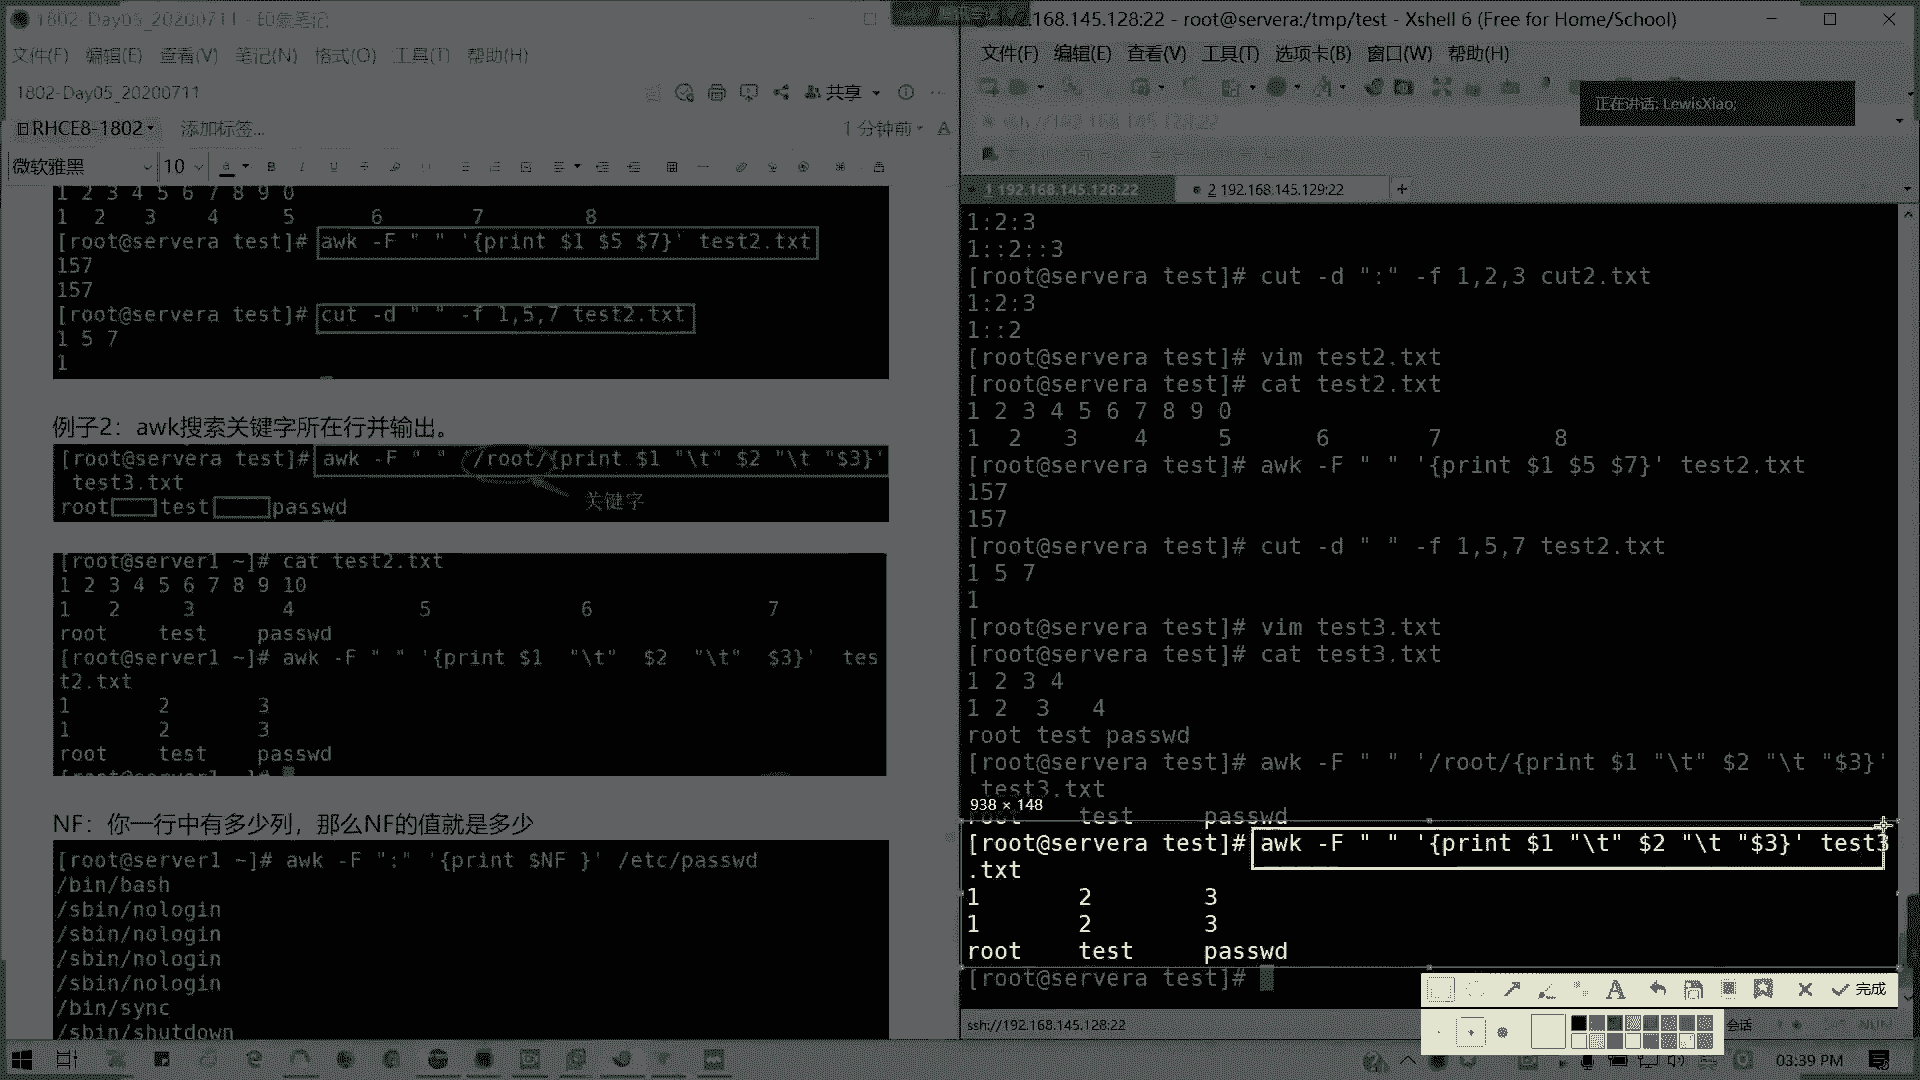 1802-Day05_20200711 - 印象笔记
文件(F) 编辑(E) 查看(V) 笔记(N) 格式(O) 工具(T) 帮助(H)
1802-Day05_20200711
共享
RHCE8-1802
添加标签...
1 分钟前
微软雅黑 10
1 2 3 4 5 6 7 8 9 0
1 2 3 4 5 6 7 8
[root@servera test]# awk -F " " '{print $1 $5 $7}' test2.txt
157
157
[root@servera test]# cut -d " " -f 1,5,7 test2.txt
1 5 7
1
例子2：awk搜索关键字所在行并输出。
[root@servera test]# awk -F " " '/root/{print $1 "\t" $2 "\t "$3}'
test3.txt
root test passwd
关键字
[root@server1 ~]# cat test2.txt
1 2 3 4 5 6 7 8 9 10
1 2 3 4 5 6 7
root test passwd
[root@server1 ~]# awk -F " " '{print $1 "\t" $2 "\t" $3}' tes
t2.txt
1 2 3
1 2 3
root test passwd
NF：你一行中有多少列，那么NF的值就是多少
[root@server1 ~]# awk -F ":" '{print $NF }' /etc/passwd
/bin/bash
/sbin/nologin
/sbin/nologin
/sbin/nologin
/sbin/nologin
/bin/sync
/sbin/shutdown
.168.145.128:22 - root@servera:/tmp/test - Xshell 6 (Free for Home/School)
文件(F) 编辑(E) 查看(V) 工具(T) 选项卡(B) 窗口(W) 帮助(H)
正在讲话: LewisXiao;
ssh://192.168.145.128:22
1 192.168.145.128:22
2 192.168.145.129:22
+
1:2:3
1::2::3
[root@servera test]# cut -d ":" -f 1,2,3 cut2.txt
1:2:3
1::2
[root@servera test]# vim test2.txt
[root@servera test]# cat test2.txt
1 2 3 4 5 6 7 8 9 0
1 2 3 4 5 6 7 8
[root@servera test]# awk -F " " '{print $1 $5 $7}' test2.txt
157
157
[root@servera test]# cut -d " " -f 1,5,7 test2.txt
1 5 7
1
[root@servera test]# vim test3.txt
[root@servera test]# cat test3.txt
1 2 3 4
1 2 3 4
root test passwd
[root@servera test]# awk -F " " '/root/{print $1 "\t" $2 "\t "$3}'
test3.txt
938 × 148
root test passwd
[root@servera test]# awk -F " " '{print $1 "\t" $2 "\t "$3}' test3
.txt
1 2 3
1 2 3
root test passwd
[root@servera test]#
完成
ssh://192.168.145.128:22
会话
03:39 PM